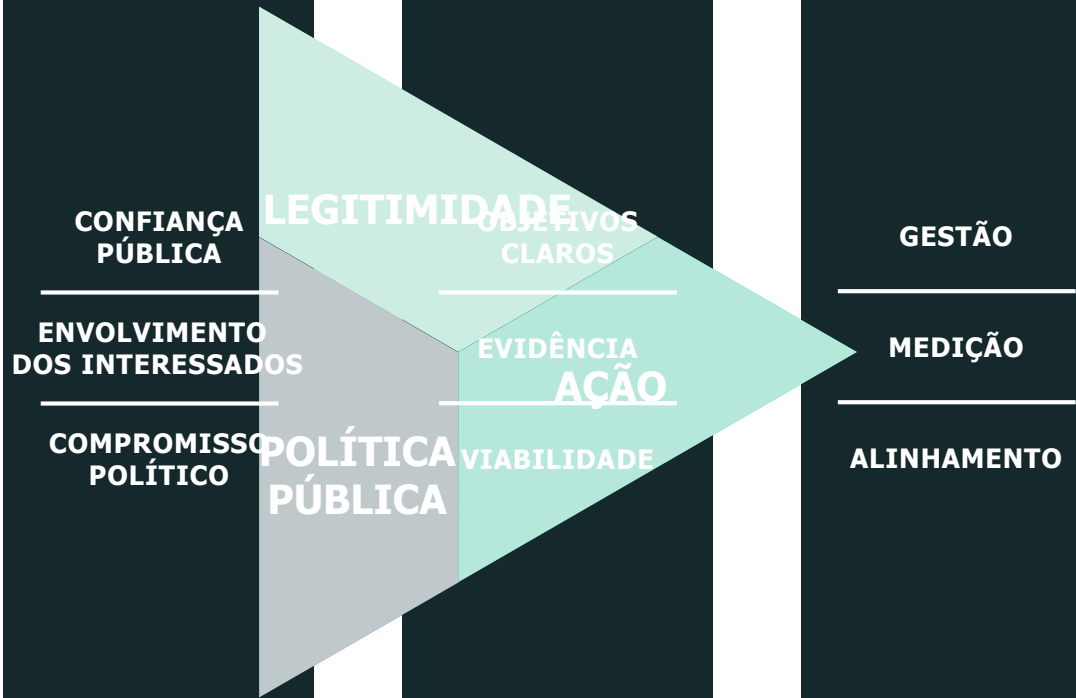 CONFIANÇA
PÚBLICA
ENVOLVIMENTO
DOS INTERESSADOS
COMPROMISSO
POLÍTICO
LEGITIMIDADE
POLÍTICA
PÚBLICA
AÇÃO
OBJETIVOS
CLAROS
EVIDÊNCIA
VIABILIDADE
GESTÃO
MEDIÇÃO
ALINHAMENTO